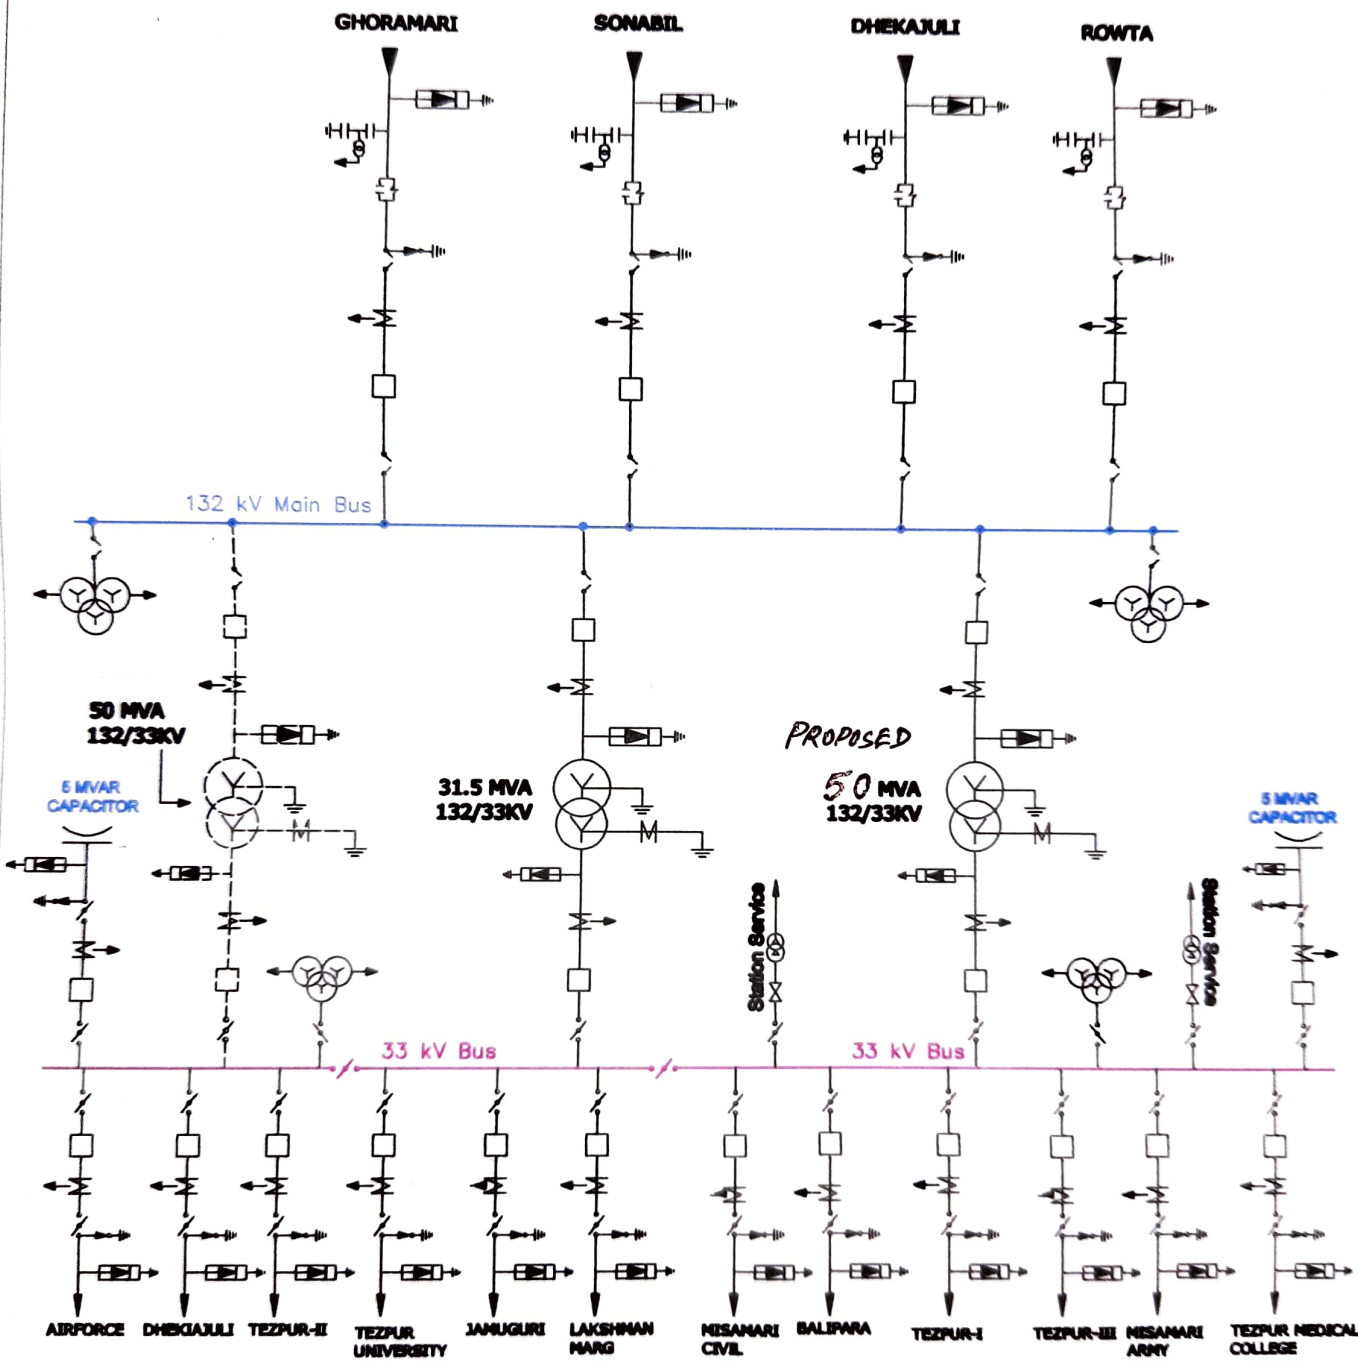 GHORAMARI
SONABIL
DHEKAJULI
ROWTA
132 kV Main Bus
50 MVA
132/33KV
31.5 MVA
132/33KV
PROPOSED
50 MVA
132/33KV
5 MVAR
CAPACITOR
5 MVAR
CAPACITOR
Station Service
Station Service
33 kV Bus
33 kV Bus
AIRFORCE
DHEKIAJULI
TEZPUR-II
TEZPUR
UNIVERSITY
JAMUGURI
LAKSHMAN
MARG
MISAMARI
CIVIL
BALIPARA
TEZPUR-I
TEZPUR-III
MISAMARI
ARMY
TEZPUR MEDICAL
COLLEGE